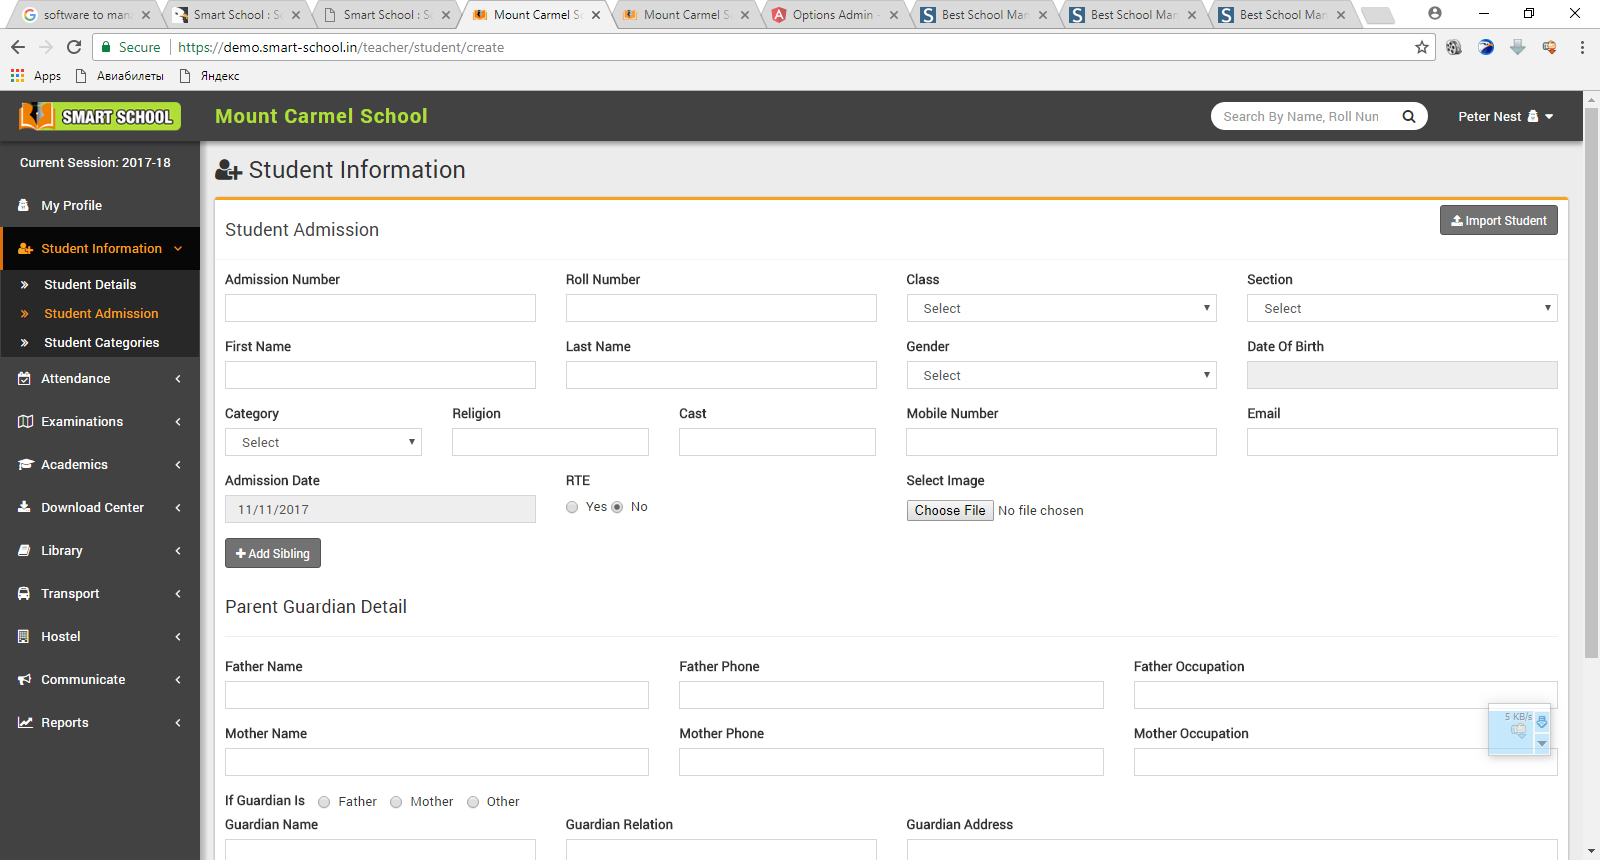 software to mana
Smart School : S
Smart School : S
Mount Carmel S
Mount Carmel S
Options Admin -
Best School Man
Best School Man
Best School Man
Secure
https://demo.smart-school.in/teacher/student/create
Apps
Авиабилеты
Яндекс
SMART SCHOOL
Mount Carmel School
Search By Name, Roll Num
Peter Nest
Current Session: 2017-18
My Profile
Student Information
Student Details
Student Admission
Student Categories
Attendance
Examinations
Academics
Download Center
Library
Transport
Hostel
Communicate
Reports
Student Information
Student Admission
Import Student
Admission Number Roll Number Class Section
Select Select
First Name Last Name Gender Date Of Birth
Select
Category Religion Cast Mobile Number Email
Select
Admission Date RTE Select Image
11/11/2017 Yes No Choose File No file chosen
Add Sibling
Parent Guardian Detail
Father Name Father Phone Father Occupation
5 KB/s
Mother Name Mother Phone Mother Occupation
If Guardian Is Father Mother Other
Guardian Name Guardian Relation Guardian Address